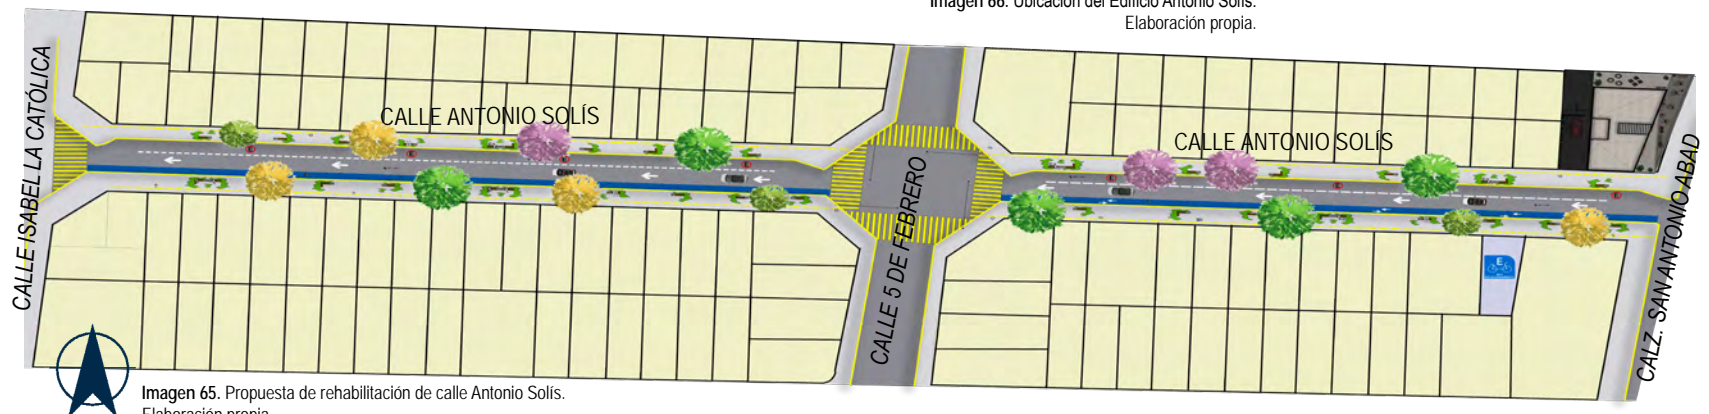 Imagen 66. Ubicación del Edificio Antonio Solís.
Elaboración propia.
CALLE ISABEL LA CATÓLICA
CALLE ANTONIO SOLÍS
CALLE 5 DE FEBRERO
CALLE ANTONIO SOLÍS
CALZ. SAN ANTONIO ABAD
E
Imagen 65. Propuesta de rehabilitación de calle Antonio Solís.
Elaboración propia